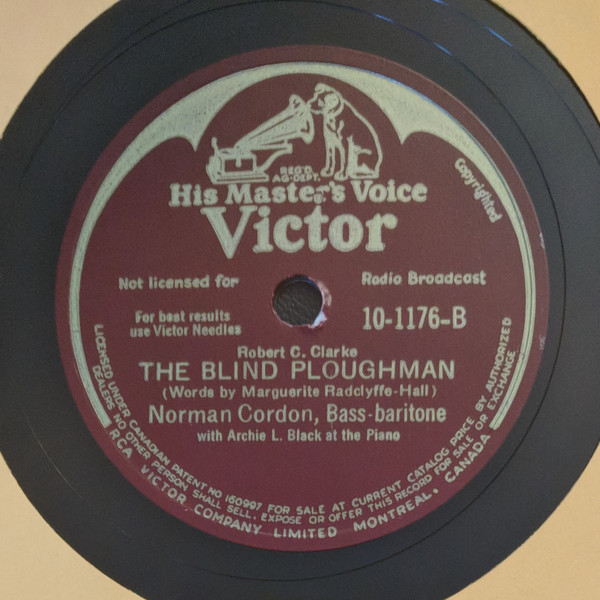 REG'D.
AG-DEPT.
His Master's Voice
Victor
Copyrighted
Not licensed for Radio Broadcast
For best results
use Victor Needles
10-1176-B
Robert C. Clarke
THE BLIND PLOUGHMAN
(Words by Marguerite Radclyffe-Hall)
Norman Cordon, Bass-baritone
with Archie L. Black at the Piano
LICENSED UNDER CANADIAN PATENT NO 160997 FOR SALE AT CURRENT CATALOG PRICE BY AUTHORIZED
DEALERS NO OTHER PERSON SHALL SELL, EXPOSE OR OFFER THIS RECORD FOR SALE OR EXCHANGE
RCA VICTOR COMPANY LIMITED MONTREAL, CANADA